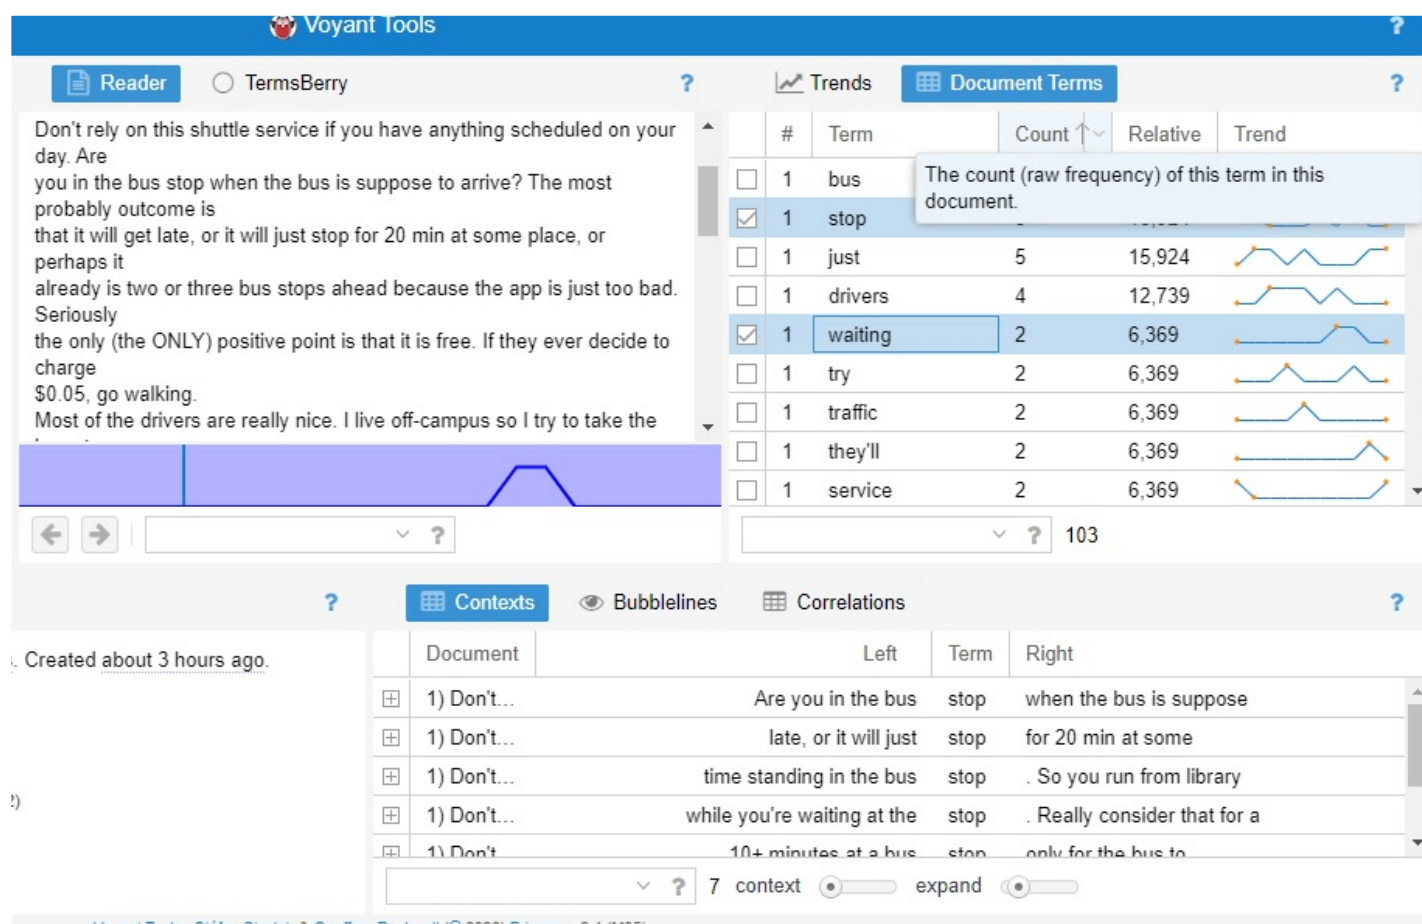 Voyant Tools
?
Reader
TermsBerry
?
Don't rely on this shuttle service if you have anything scheduled on your
day. Are
you in the bus stop when the bus is suppose to arrive? The most
probably outcome is
that it will get late, or it will just stop for 20 min at some place, or
perhaps it
already is two or three bus stops ahead because the app is just too bad.
Seriously
the only (the ONLY) positive point is that it is free. If they ever decide to
charge
$0.05, go walking.
Most of the drivers are really nice. I live off-campus so I try to take the
?
Trends
Document Terms
?
# Term Count Relative Trend
The count (raw frequency) of this term in this
document.
1 bus
1 stop
1 just 5 15,924
1 drivers 4 12,739
1 waiting 2 6,369
1 try 2 6,369
1 traffic 2 6,369
1 they'll 2 6,369
1 service 2 6,369
? 103
?
. Created about 3 hours ago.
Contexts
Bubblelines
Correlations
?
Document Left Term Right
1) Don't... Are you in the bus stop when the bus is suppose
1) Don't... late, or it will just stop for 20 min at some
1) Don't... time standing in the bus stop . So you run from library
1) Don't... while you're waiting at the stop . Really consider that for a
1) Don't 10+ minutes at a bus stop only for the bus to
? 7 context expand